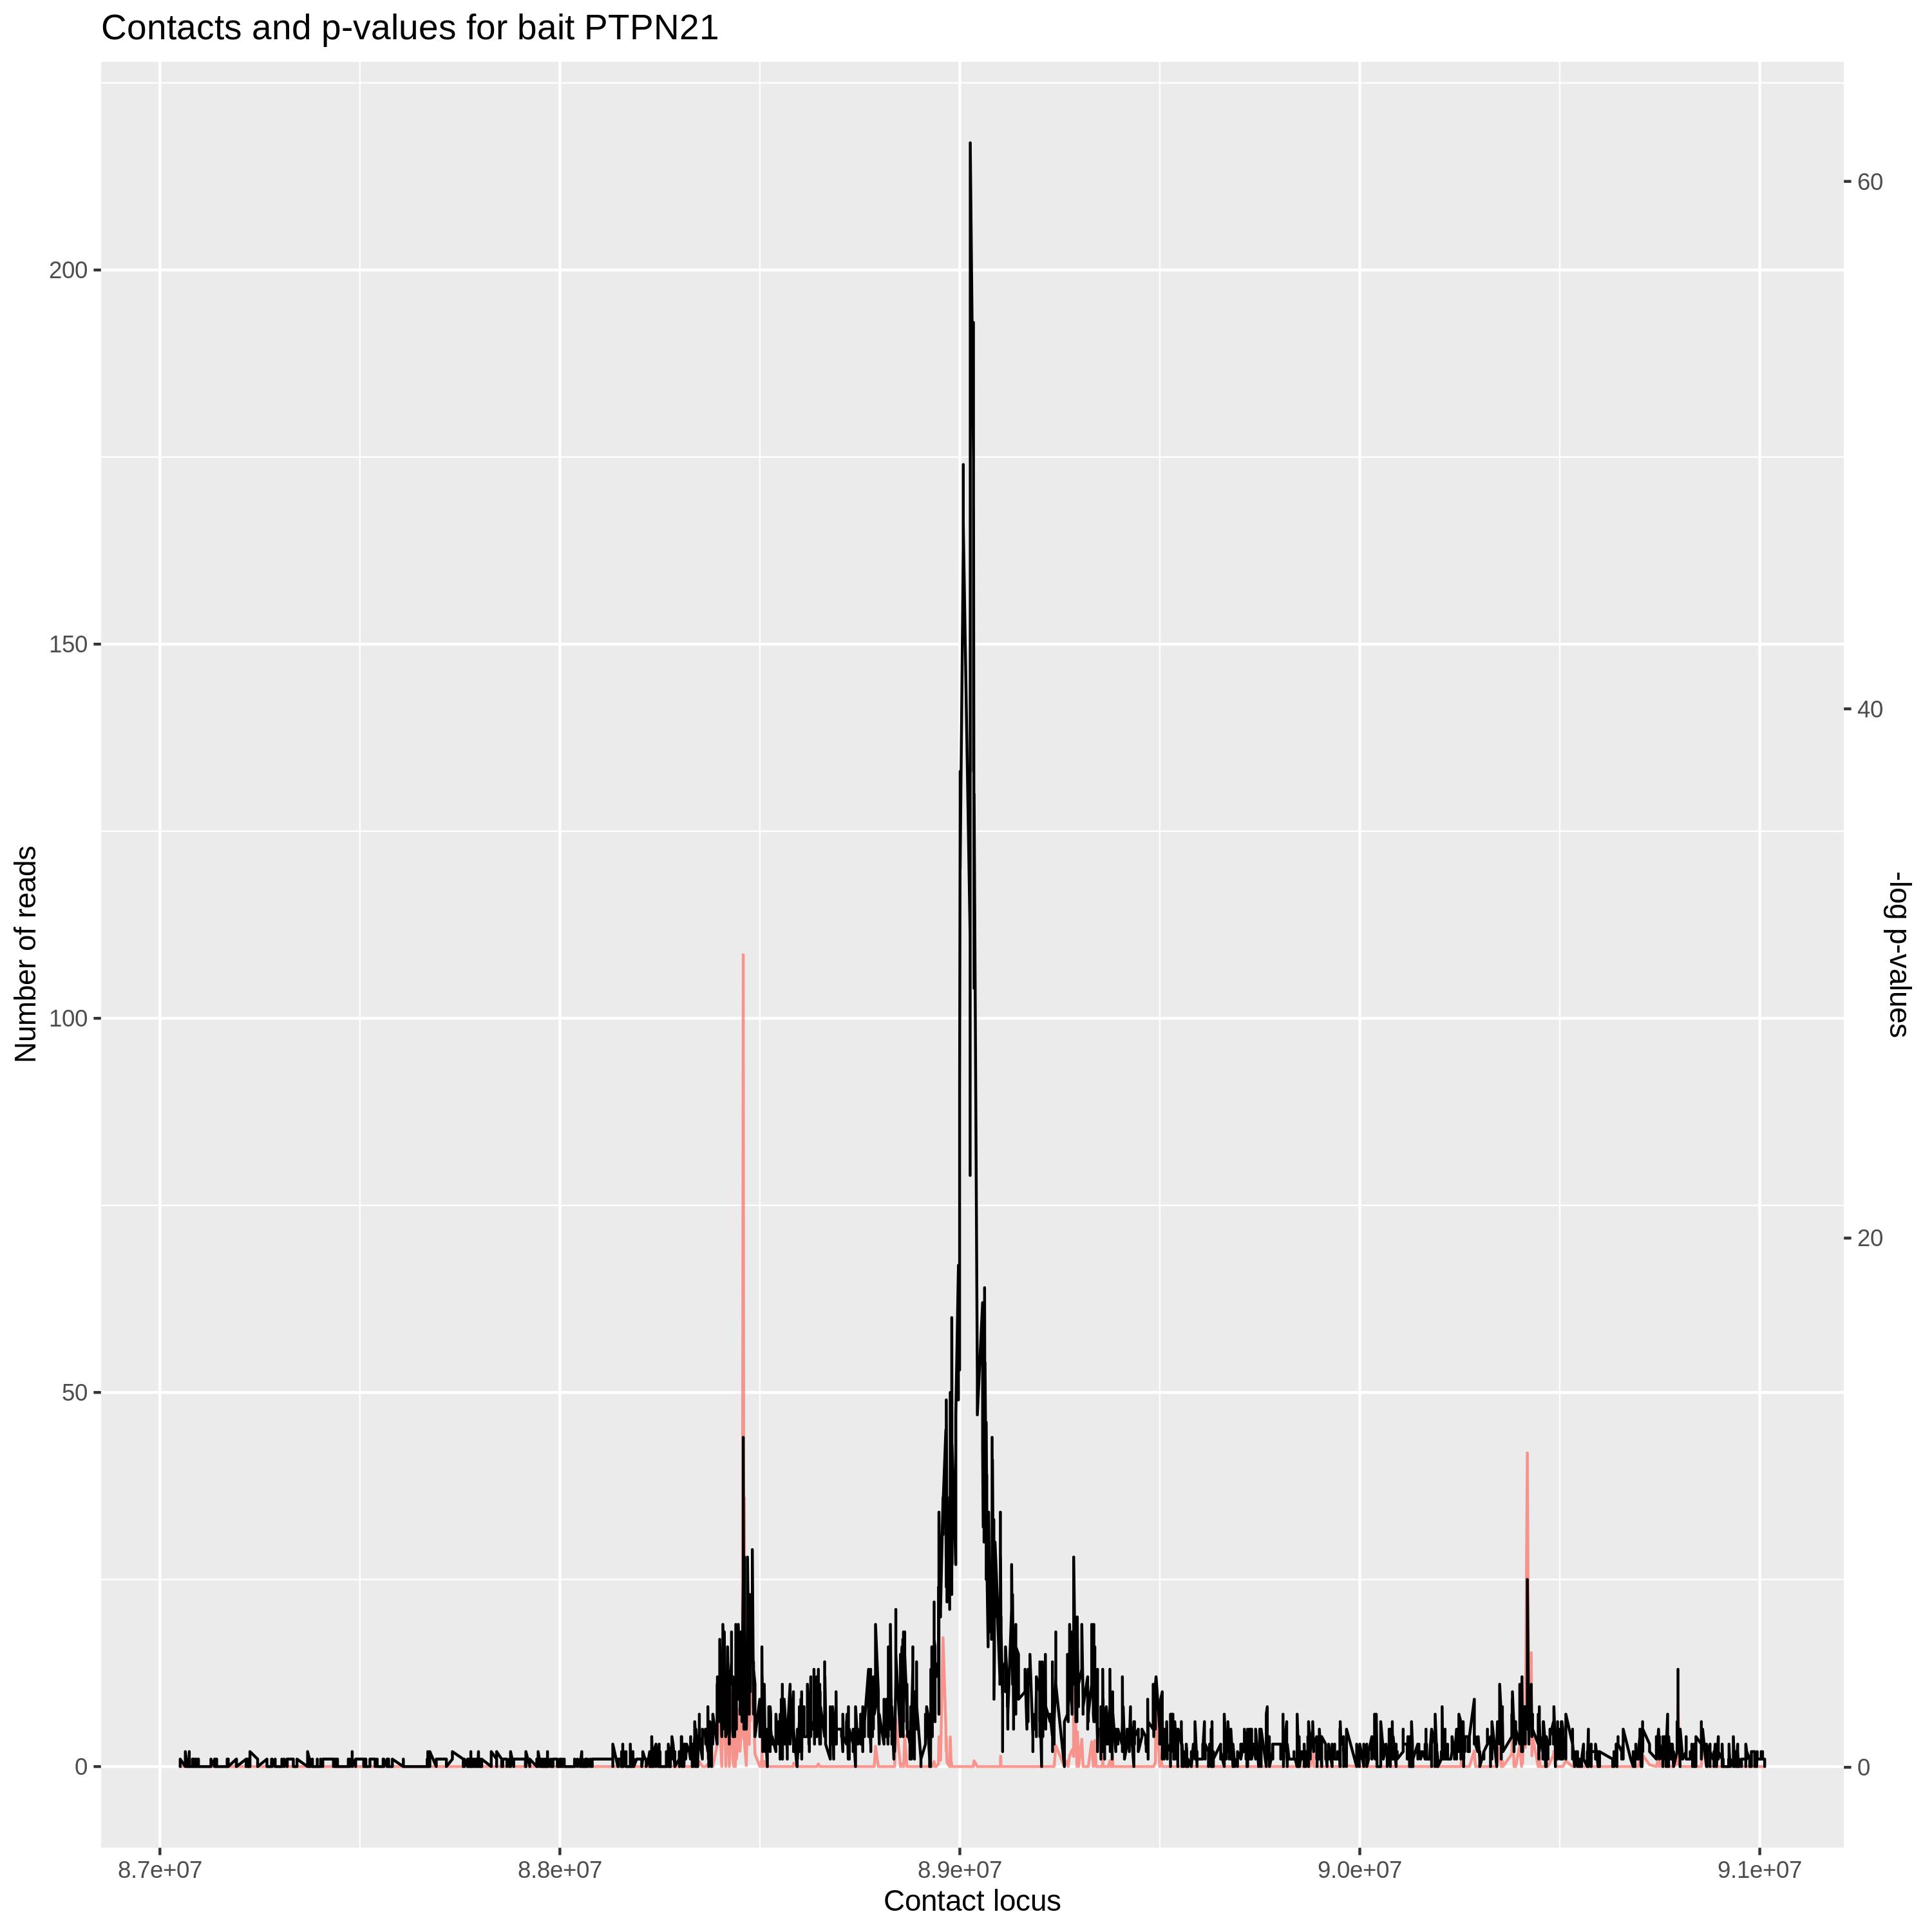 Contacts and p-values for bait PTPN21
Number of reads
200
150
100
50
0
60
40
20
0
-log p-values
8.7e+07
8.8e+07
8.9e+07
9.0e+07
9.1e+07
Contact locus